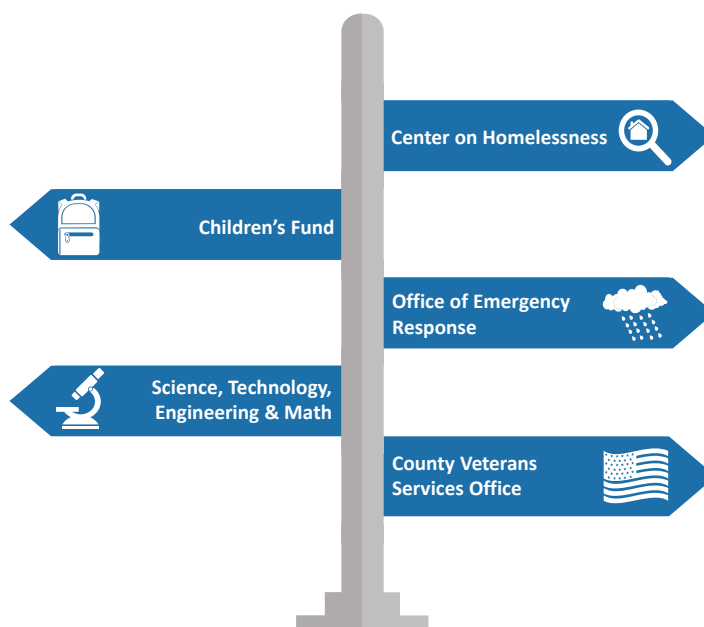 Center on Homelessness
Children’s Fund
Office of Emergency
Response
Science, Technology,
Engineering & Math
County Veterans
Services Office